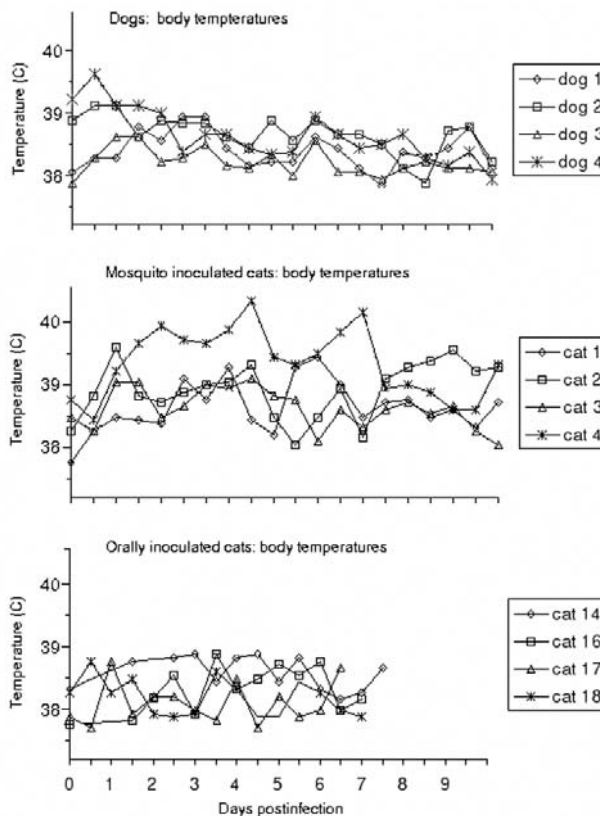 Dogs: body temtperatures
40
39
38
Temperature (C)
dog 1
dog 2
dog 3
dog 4
Mosquito inoculated cats: body temperatures
40
39
38
Temperature (C)
cat 1
cat 2
cat 3
cat 4
Orally inoculated cats: body temperatures
40
39
38
Temperature (C)
cat 14
cat 16
cat 17
cat 18
0 1 2 3 4 5 6 7 8 9
Days postinfection